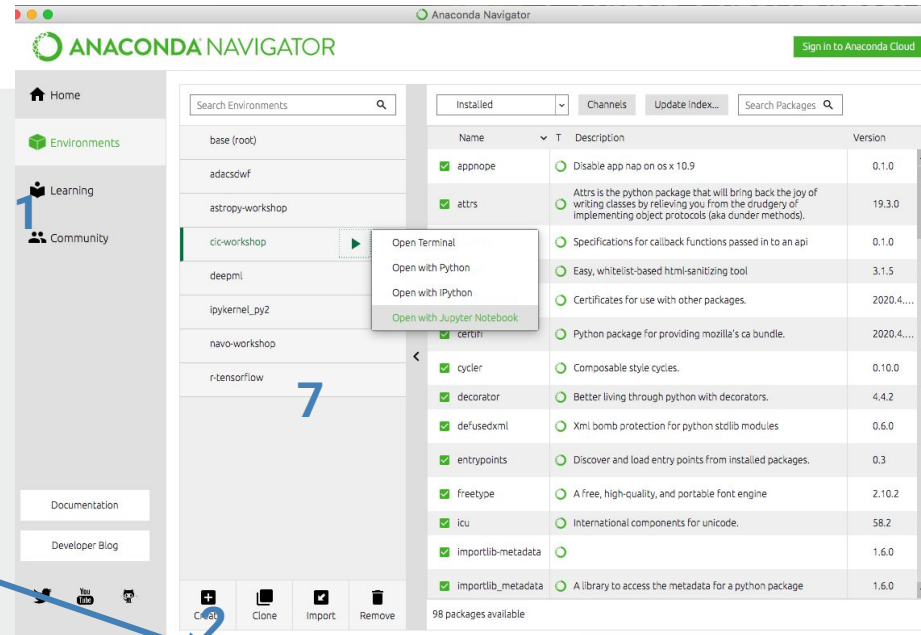 Anaconda Navigator
ANACONDA NAVIGATOR
Sign in to Anaconda Cloud
Home
Environments
Learning
1
Community
Documentation
Developer Blog
You
Tube
Search Environments
base (root)
adacsdwf
astropy-workshop
cic-workshop
deepml
ipykernel_py2
navo-workshop
r-tensorflow
7
Open Terminal
Open with Python
Open with IPython
Open with Jupyter Notebook
Create
2
Clone
Import
Remove
Installed
Channels
Update index...
Search Packages
Name
T
Description
Version
appnope
Disable app nap on os x 10.9
0.1.0
attrs
Attrs is the python package that will bring back the joy of
writing classes by relieving you from the drudgery of
implementing object protocols (aka dunder methods).
19.3.0
Specifications for callback functions passed in to an api
0.1.0
Easy, whitelist-based html-sanitizing tool
3.1.5
Certificates for use with other packages.
2020.4....
certifi
Python package for providing mozilla's ca bundle.
2020.4....
cycler
Composable style cycles.
0.10.0
decorator
Better living through python with decorators.
4.4.2
defusedxml
Xml bomb protection for python stdlib modules
0.6.0
entrypoints
Discover and load entry points from installed packages.
0.3
freetype
A free, high-quality, and portable font engine
2.10.2
icu
International components for unicode.
58.2
importlib-metadata
1.6.0
importlib_metadata
A library to access the metadata for a python package
1.6.0
98 packages available